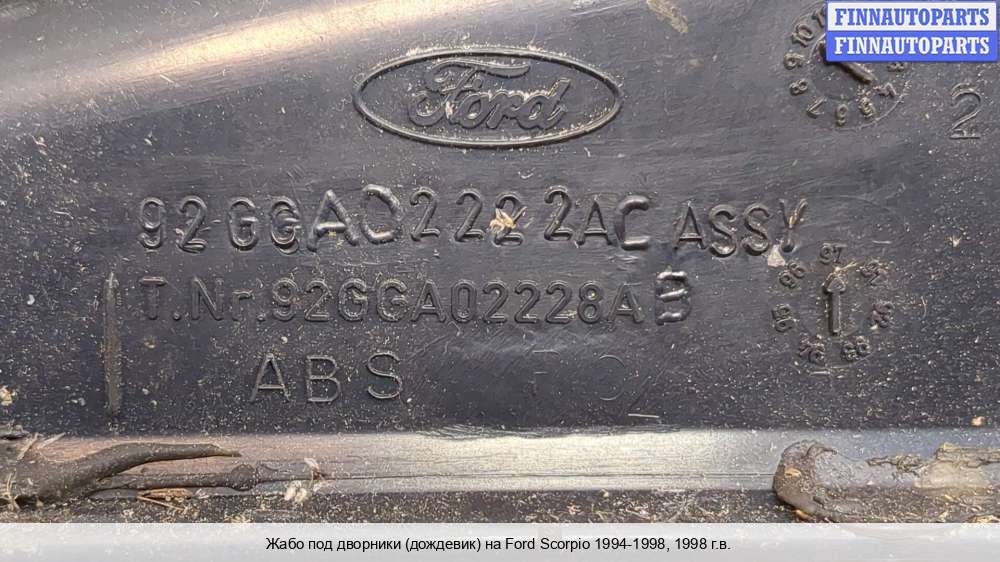 FINNAUTOPARTS
FINNAUTOPARTS
Ford
2
92GGA02222AC ASSY
T.Nr.92GGA02228AB
ABS
Жабо под дворники (дождевик) на Ford Scorpio 1994-1998, 1998 г.в.